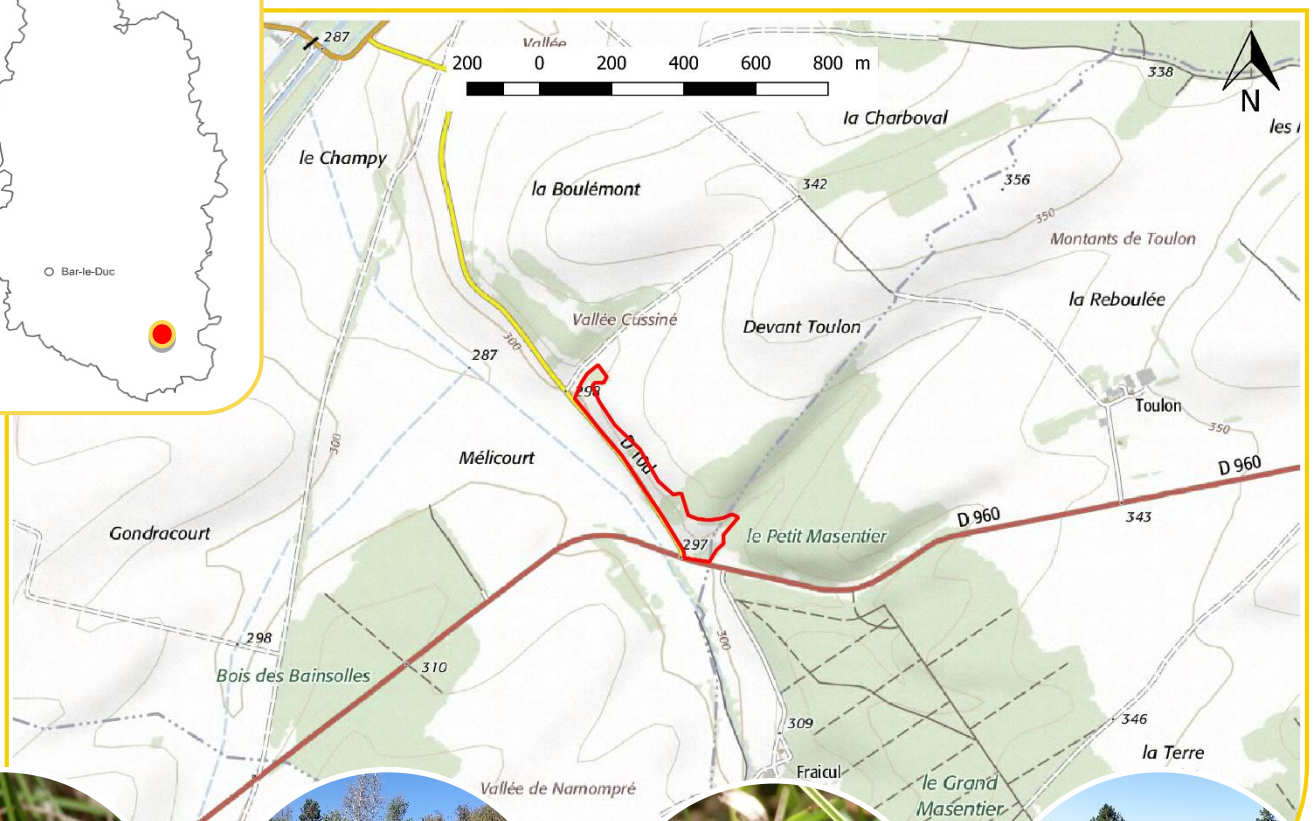 287
Vallée
200 0 200 400 600 800 m
338
N
la Charboval
les
le Champy
la Boulémont
342
356
350
Montants de Toulon
Bar-le-Duc
la Reboulée
Vallée Cussiné
Devant Toulon
300
287
298
Toulon
350
300
D 10d
Mélicourt
D 960
D 960
343
Gondracourt
297
le Petit Masentier
298
300
310
Bois des Bainsolles
309
346
la Terre
Fraicul
Vallée de Namompré
le Grand
Masentier